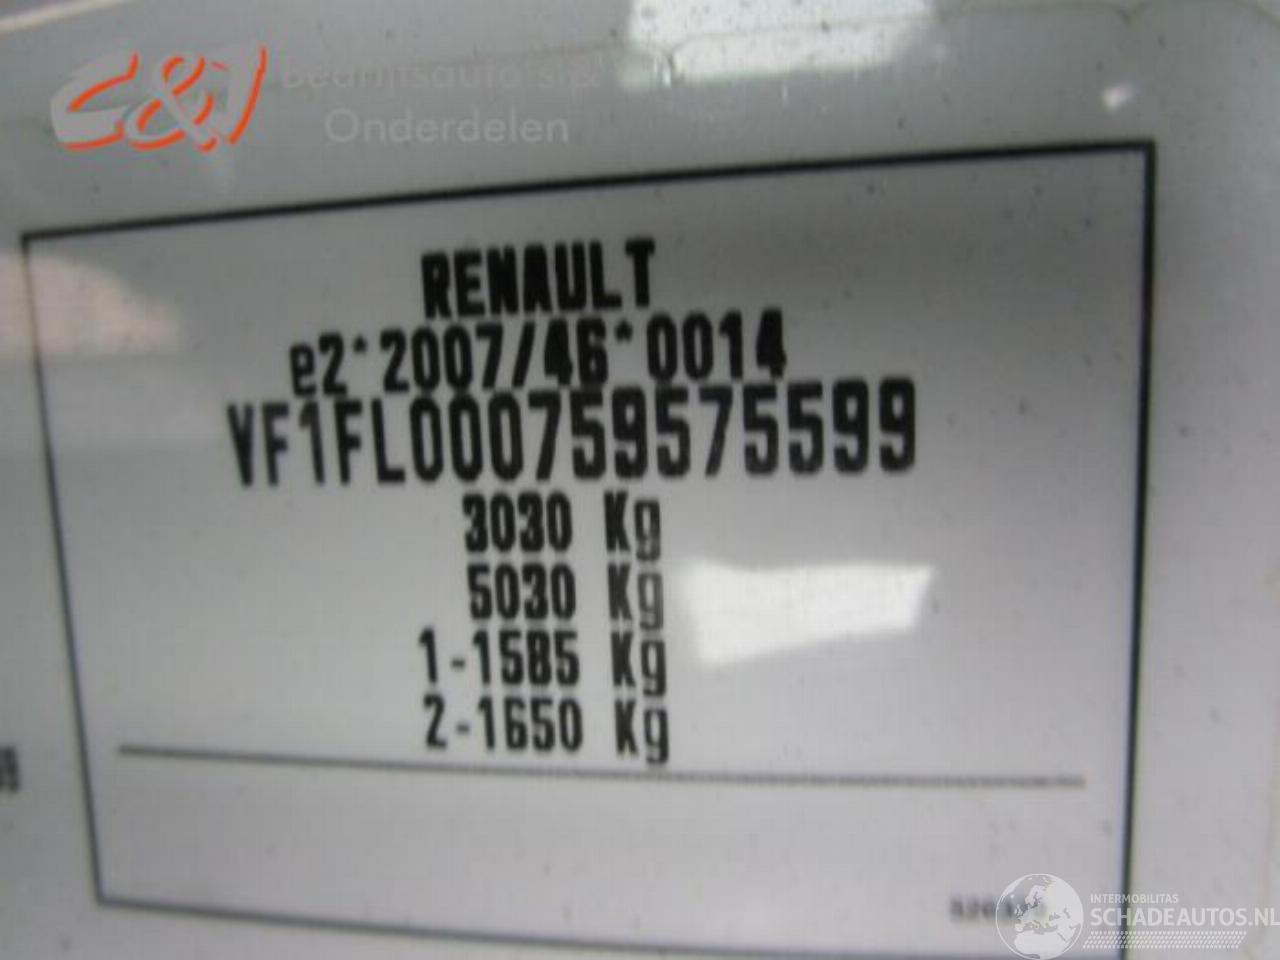 C&J Bedrijfsauto's &
Onderdelen
RENAULT
e2*2007/46*0014
VF1FL000759575599
3030 Kg
5030 Kg
1-1585 Kg
2-1650 Kg
INTERMOBILITAS
SCHADEAUTOS.NL